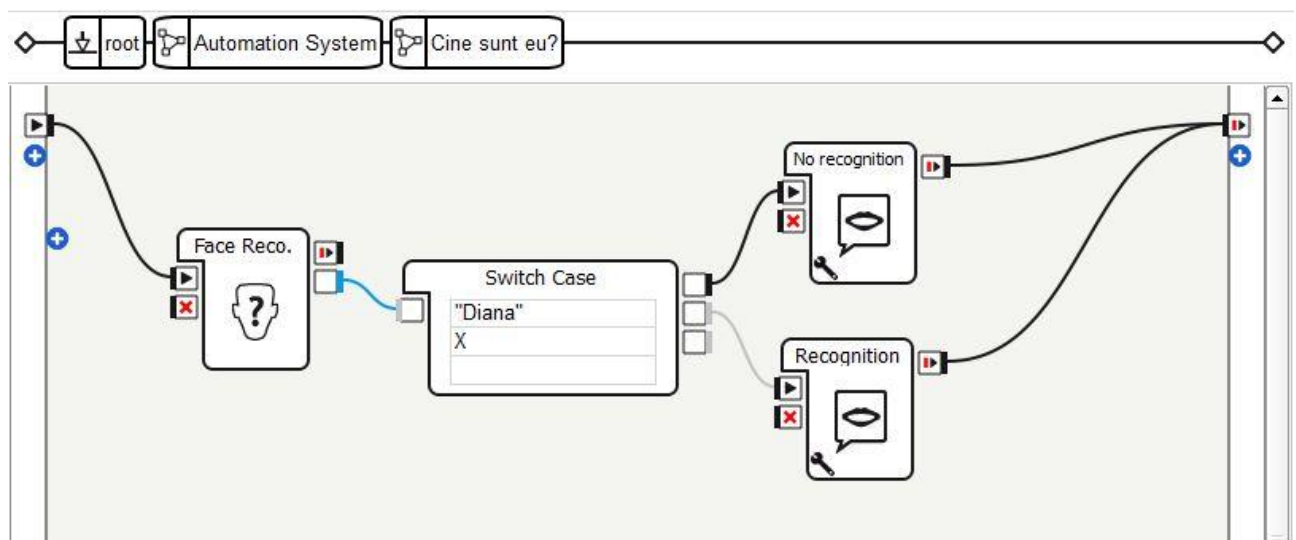 root
Automation System
Cine sunt eu?
No recognition
Face Reco.
?
Switch Case
"Diana"
X
Recognition